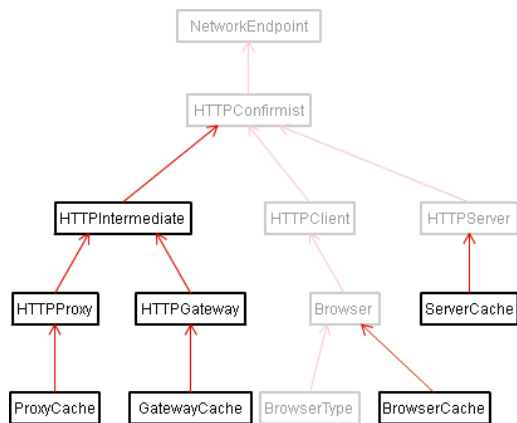 NetworkEndpoint
HTTPConfirmist
HTTPIntermediate
HTTPClient
HTTPServer
HTTPProxy
HTTPGateway
Browser
ServerCache
ProxyCache
GatewayCache
BrowserType
BrowserCache